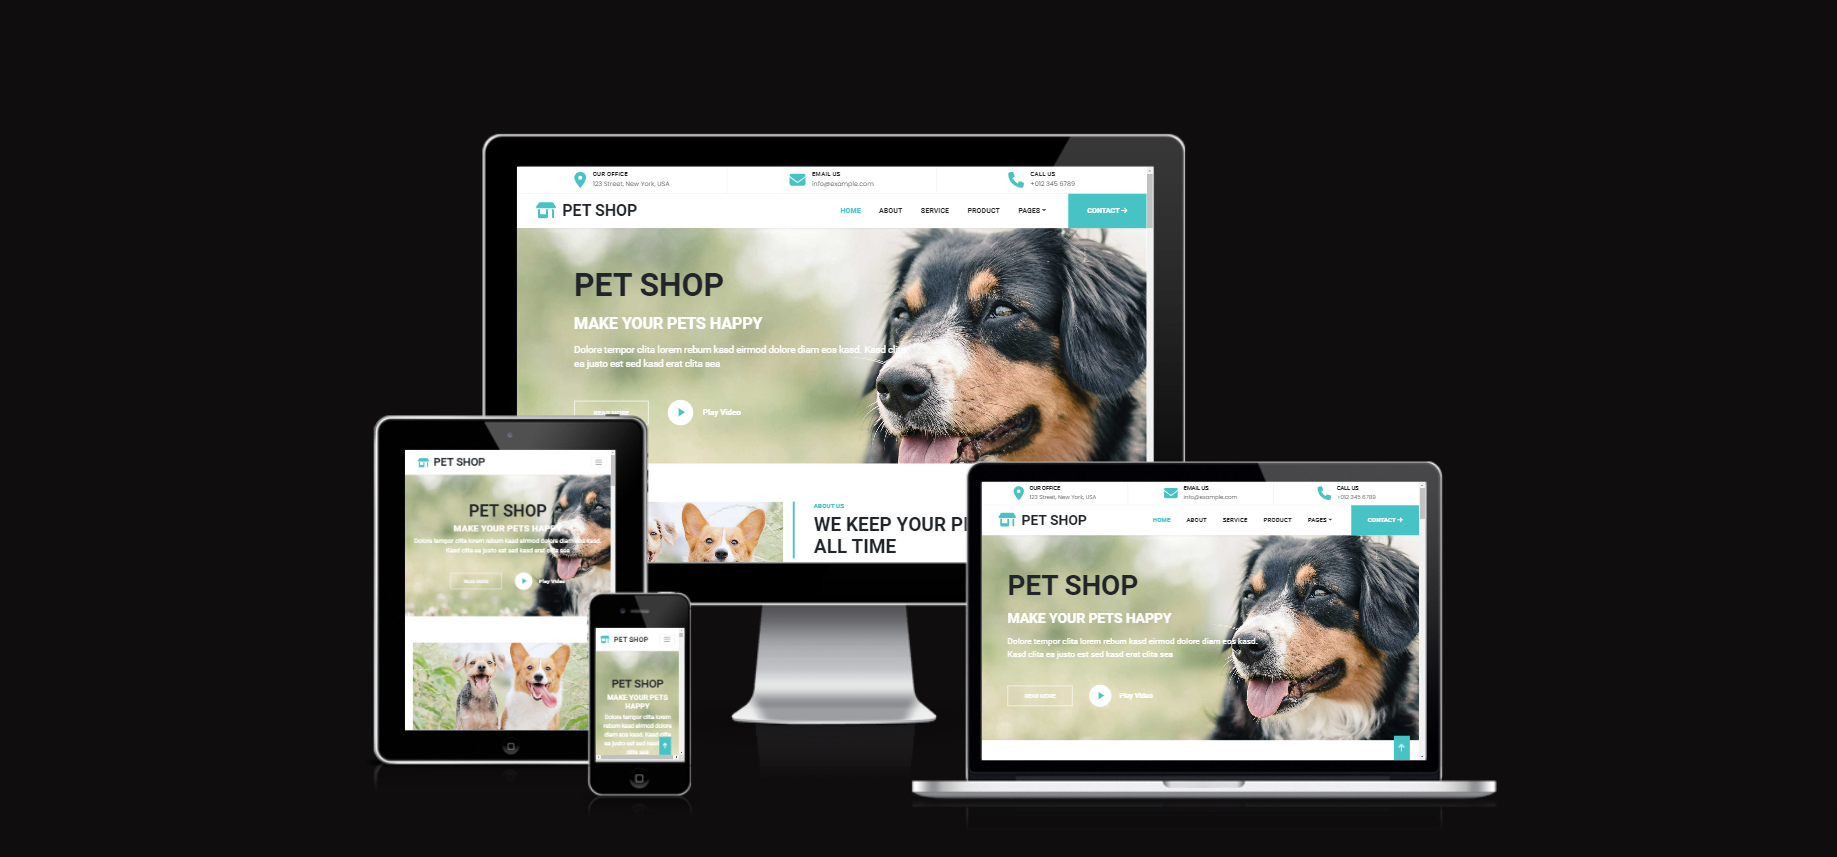 OUR OFFICE
123 Street, New York, USA
EMAIL US
info@example.com
CALL US
+012 345 6789
PET SHOP
HOME ABOUT SERVICE PRODUCT PAGES CONTACT
PET SHOP
MAKE YOUR PETS HAPPY
Dolore tempor clita lorem rebum kasd eirmod dolore diam eos kasd. Kasd clita
ea justo est sed kasd erat clita sea
READ MORE
Play Video
ABOUT US
WE KEEP YOUR
ALL TIME
PET SHOP
PET SHOP
MAKE YOUR PETS HAPPY
Dolore tempor clita lorem rebum kasd eirmod dolore diam eos kasd.
Kasd clita ea justo est sed kasd erat clita sea
READ MORE
Play Video
PET SHOP
PET SHOP
MAKE YOUR PETS
HAPPY
Dolore tempor clita lorem
rebum kasd eirmod dolore
diam eos kasd. Kasd clita
ea justo est sed kasd
clita sea
OUR OFFICE
123 Street, New York, USA
EMAIL US
info@example.com
CALL US
+012 345 6789
PET SHOP
HOME ABOUT SERVICE PRODUCT PAGES CONTACT
PET SHOP
MAKE YOUR PETS HAPPY
Dolore tempor clita lorem rebum kasd eirmod dolore diam eos kasd.
Kasd clita ea justo est sed kasd erat clita sea
READ MORE
Play Video